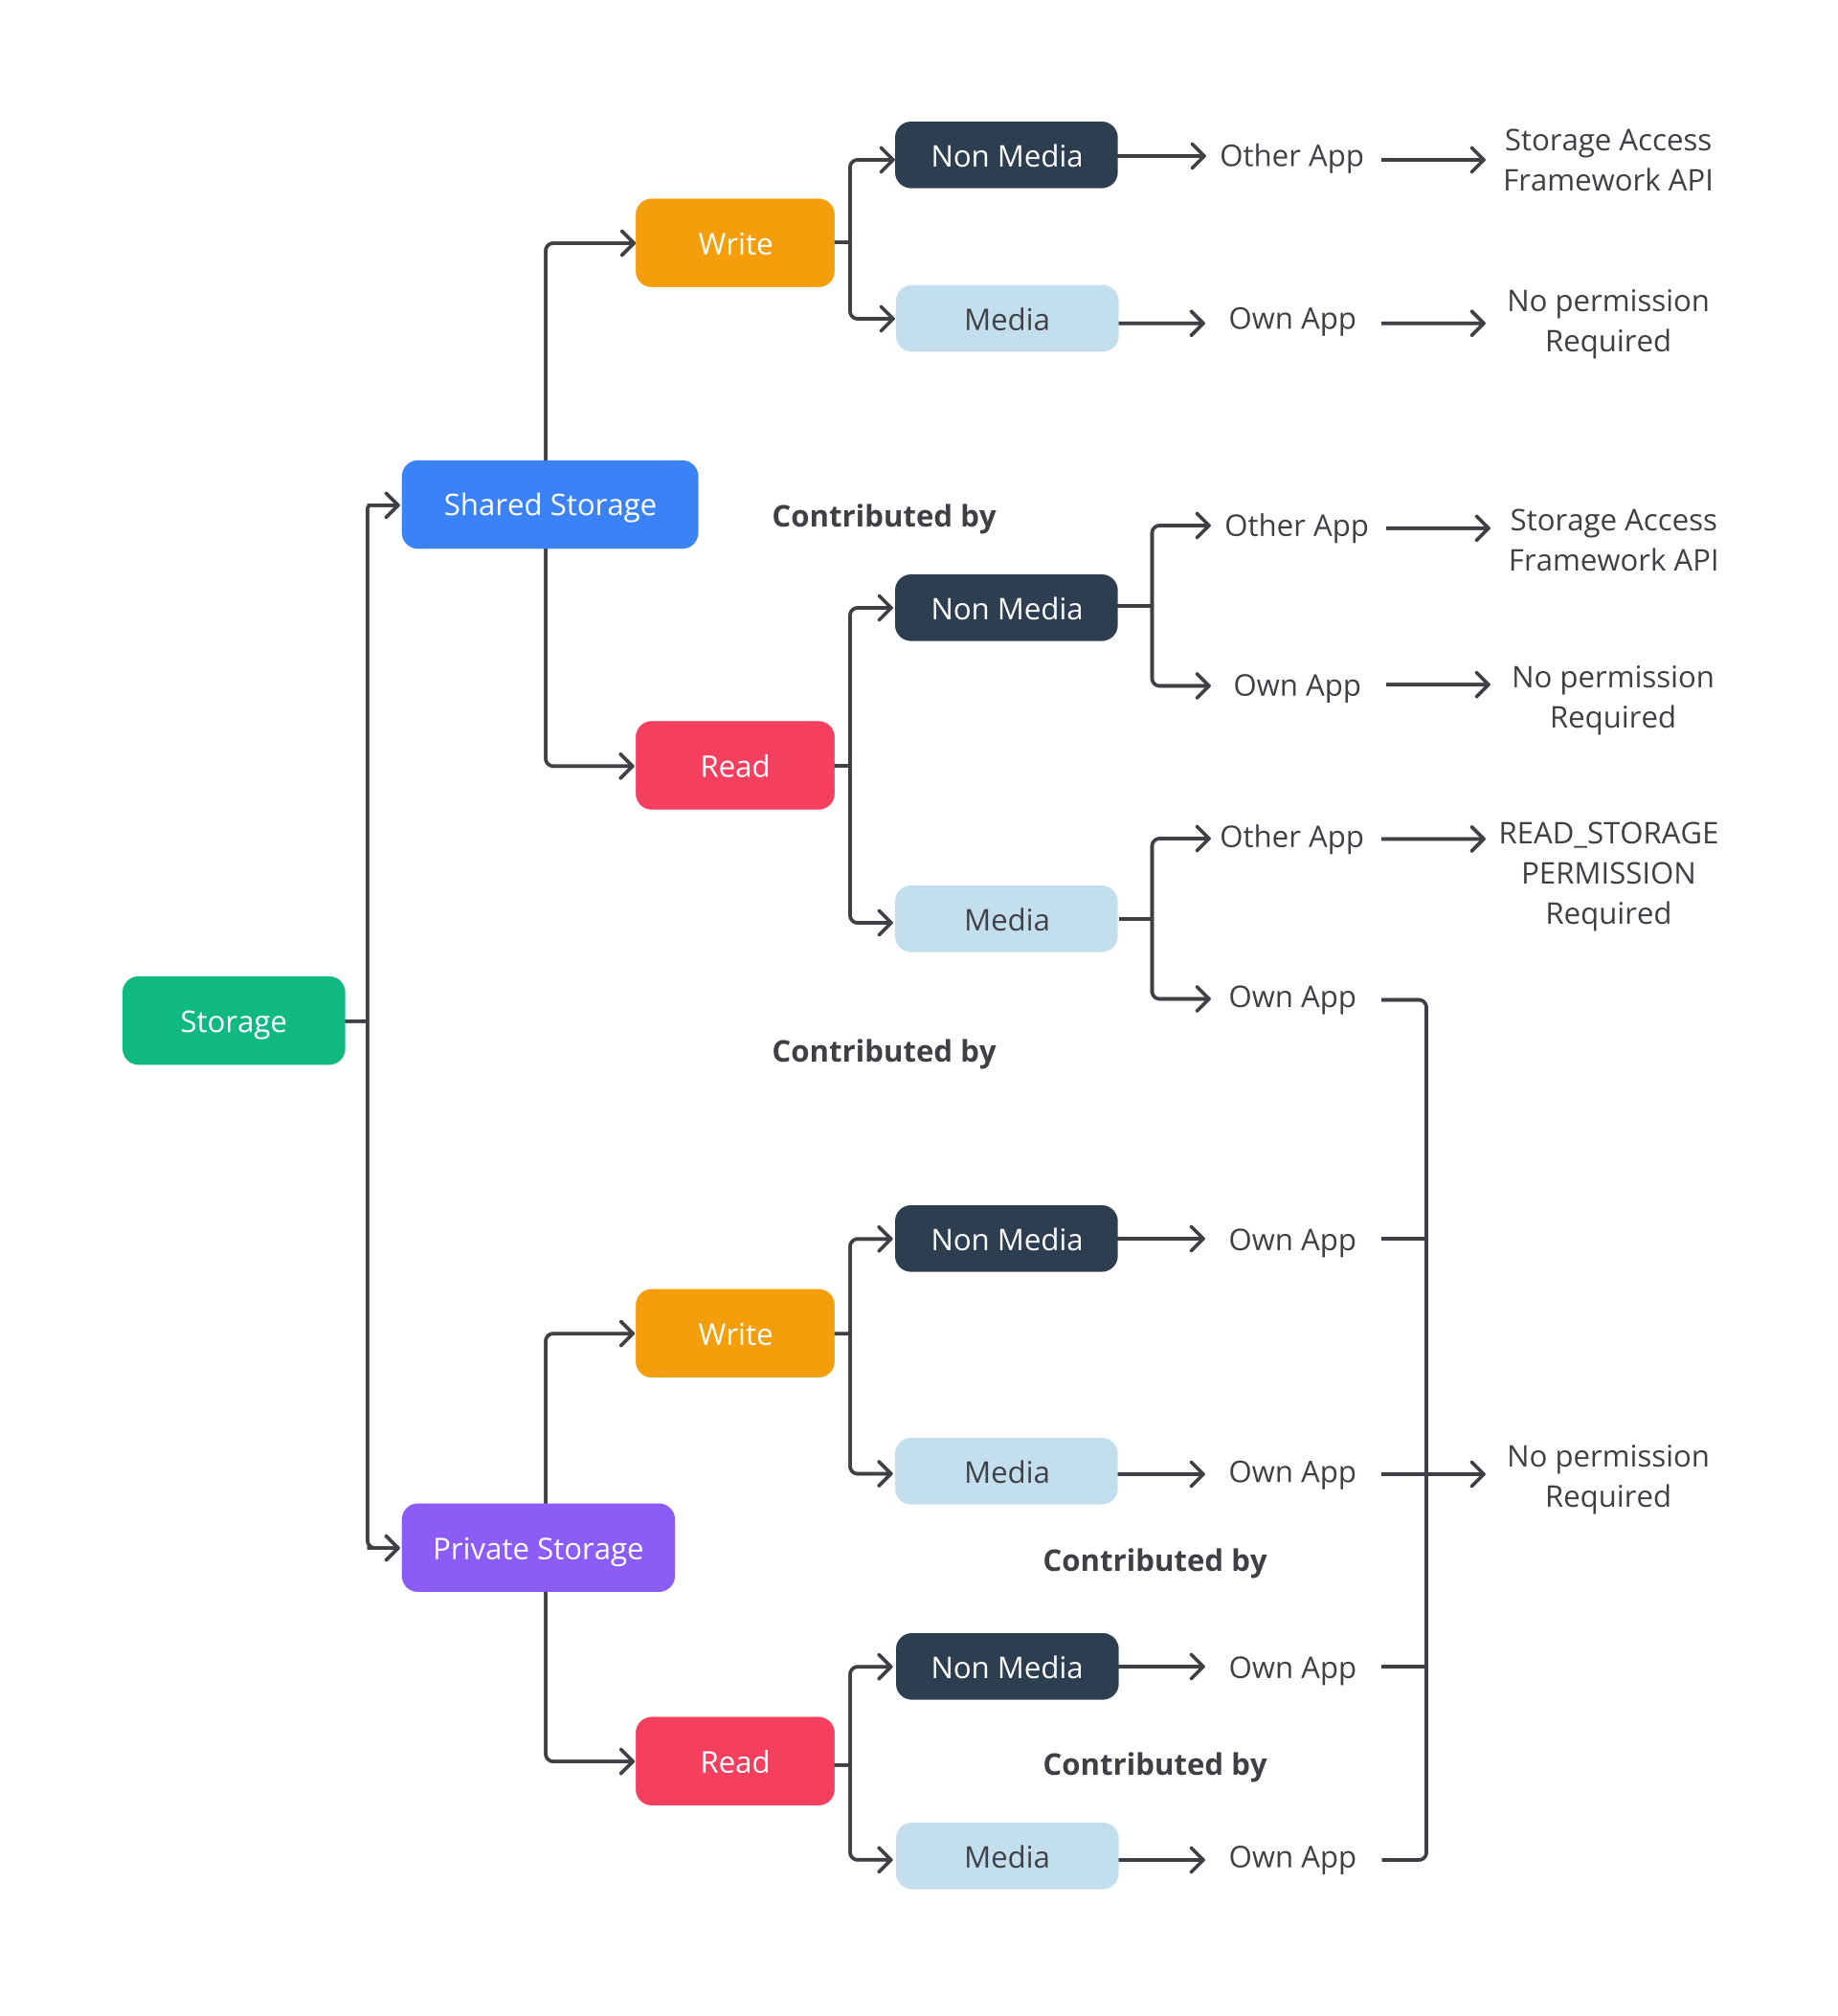 Non Media
Other App
Storage Access
Framework API
Write
Media
Own App
No permission
Required
Shared Storage
Contributed by
Other App
Storage Access
Framework API
Non Media
Own App
No permission
Required
Read
Other App
READ_STORAGE
PERMISSION
Required
Media
Own App
Storage
Contributed by
Non Media
Own App
Write
Media
Own App
No permission
Required
Private Storage
Contributed by
Non Media
Own App
Read
Contributed by
Media
Own App